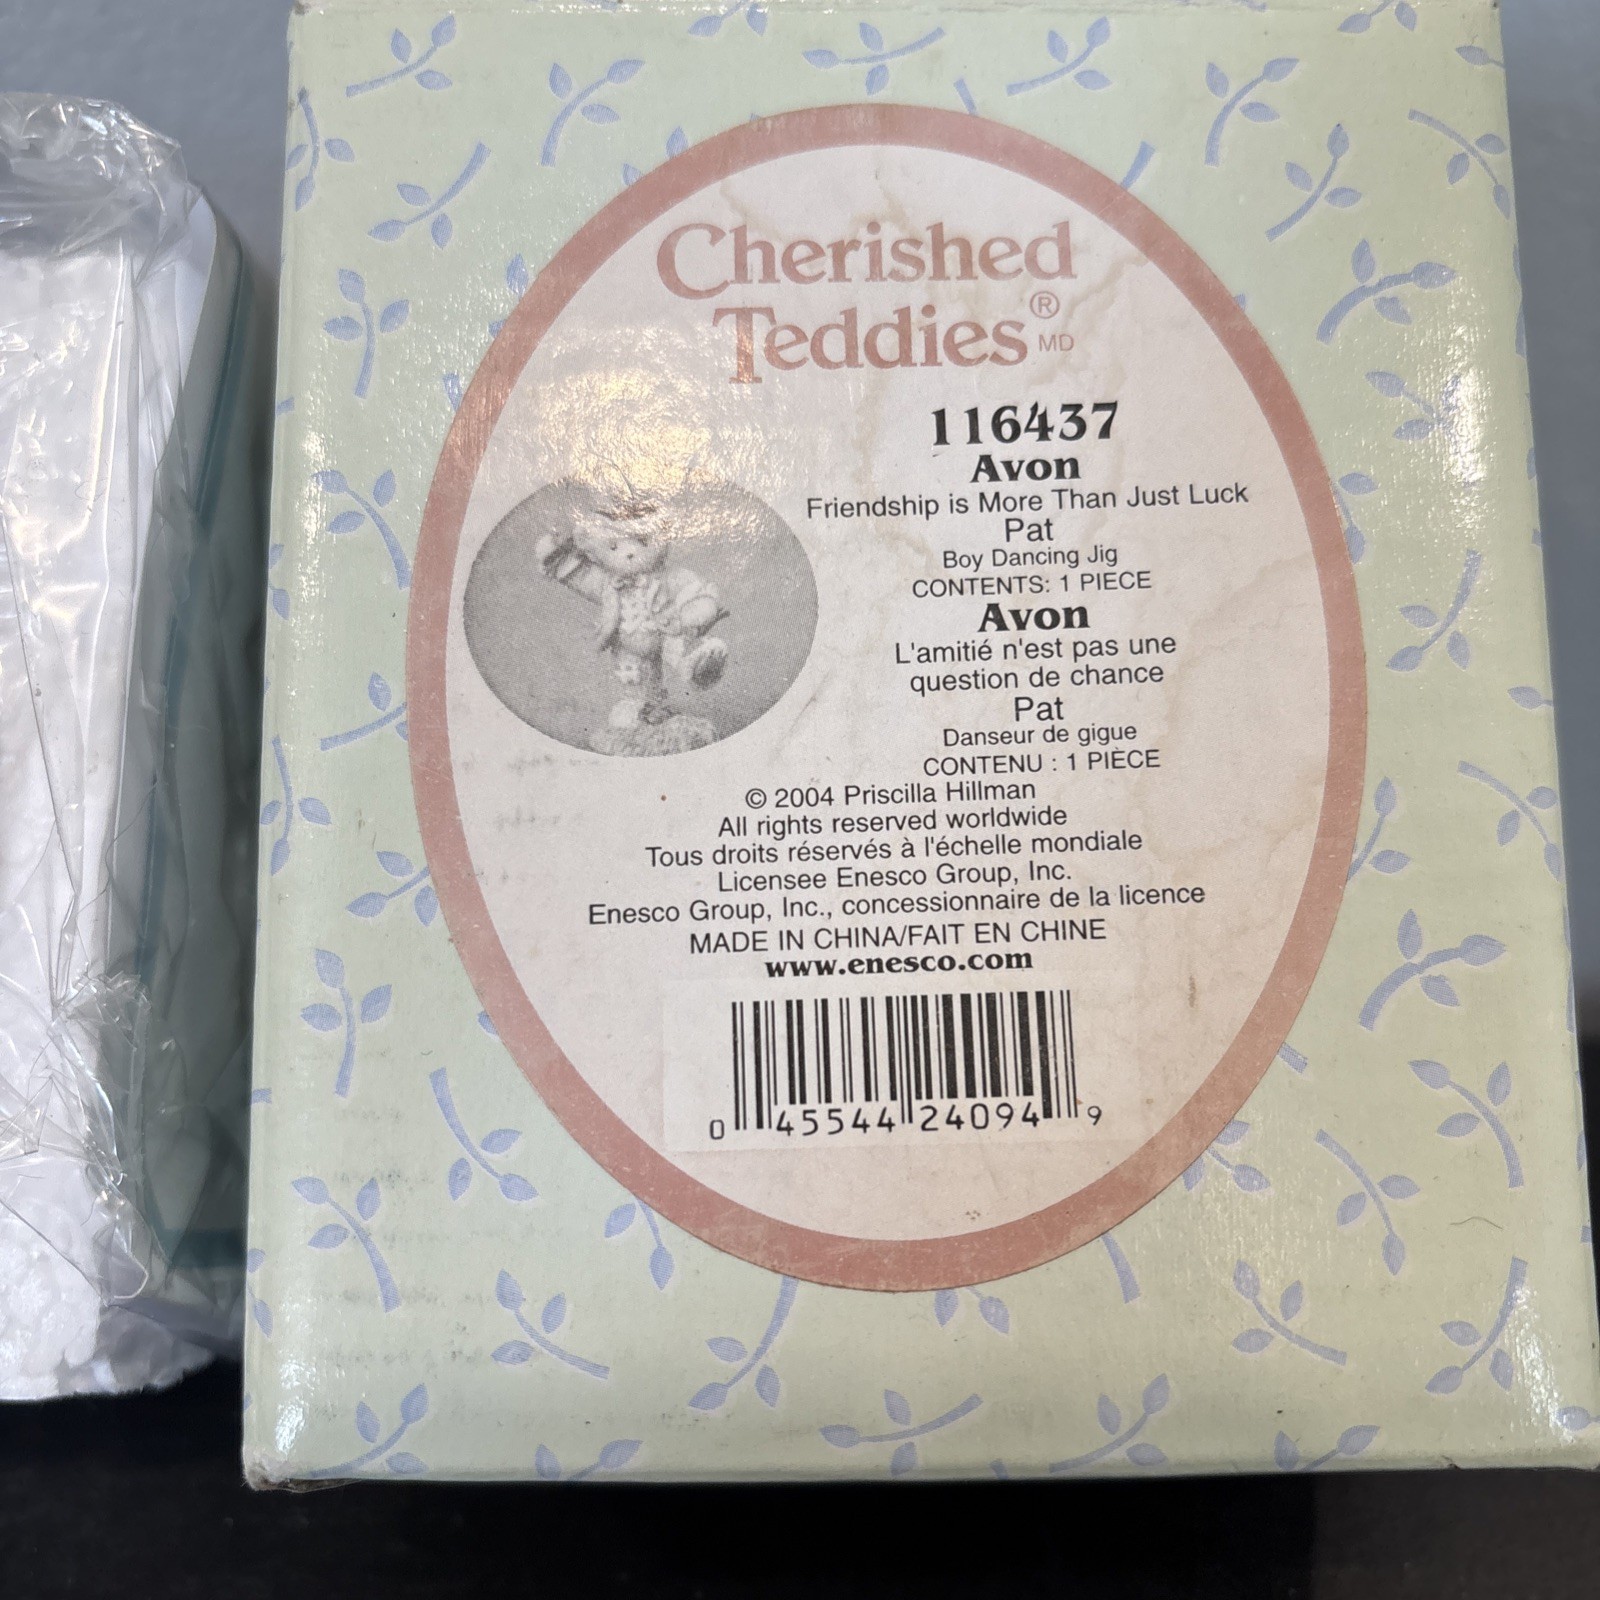 Cherished
Teddies®
MD
116437
Avon
Friendship is More Than Just Luck
Pat
Boy Dancing Jig
CONTENTS: 1 PIECE
Avon
L'amitié n'est pas une
question de chance
Pat
Danseur de gigue
CONTENU : 1 PIÈCE
© 2004 Priscilla Hillman
All rights reserved worldwide
Tous droits réservés à l'échelle mondiale
Licensee Enesco Group, Inc.
Enesco Group, Inc., concessionnaire de la licence
MADE IN CHINA/FAIT EN CHINE
www.enesco.com
0 45544 24094 9